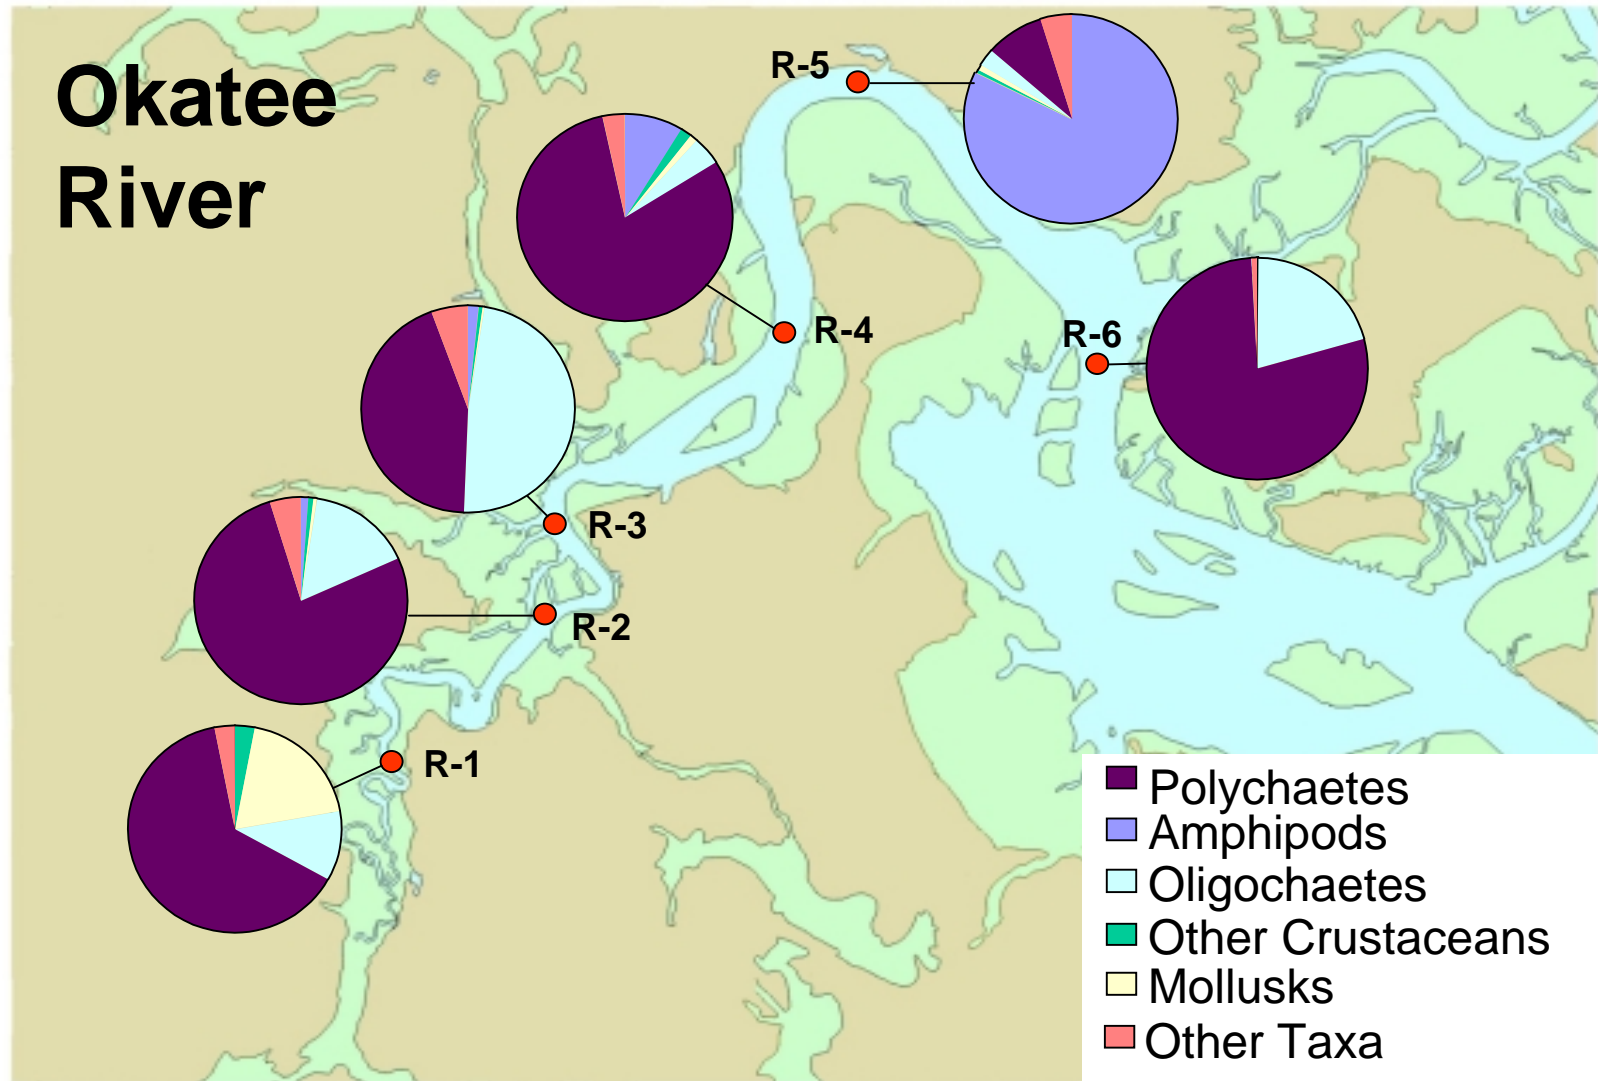 Okatee
River
R-5
R-4
R-6
R-3
R-2
R-1
Polychaetes
Amphipods
Oligochaetes
Other Crustaceans
Mollusks
Other Taxa